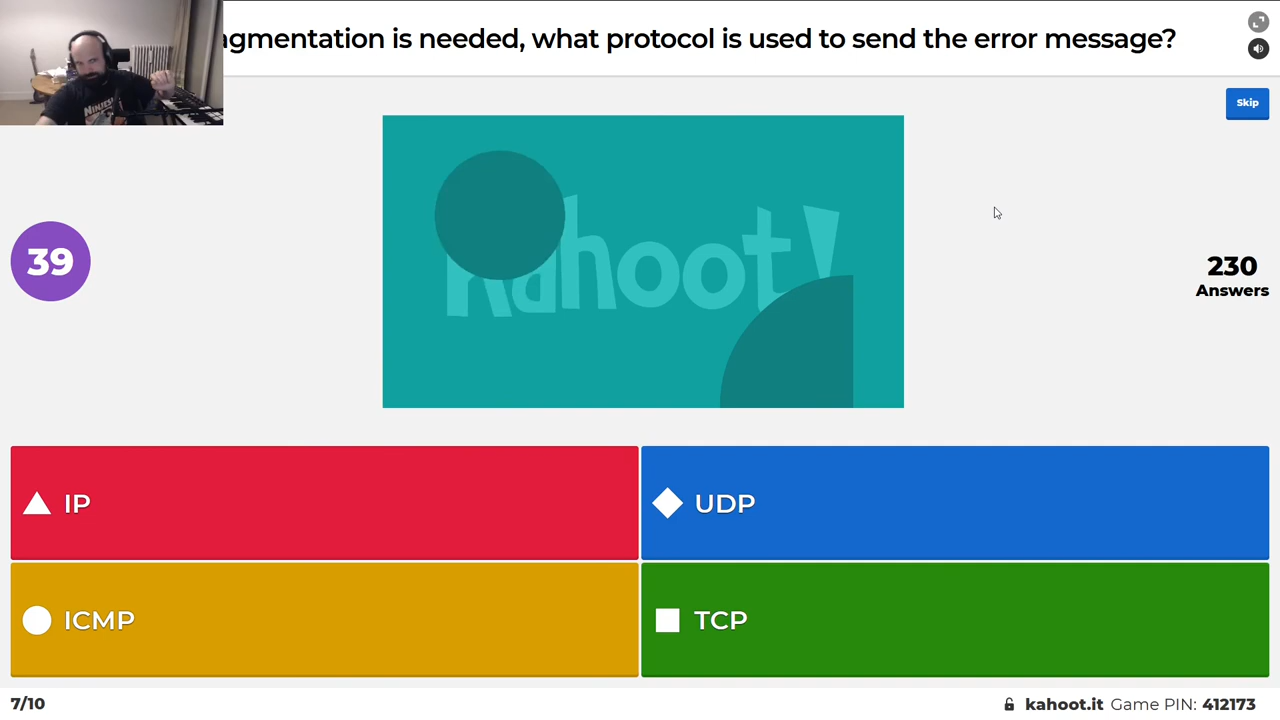 agmentation is needed, what protocol is used to send the error message?
Skip
Kahoot!
39
230
Answers
IP
UDP
ICMP
TCP
7/10
kahoot.it Game PIN: 412173